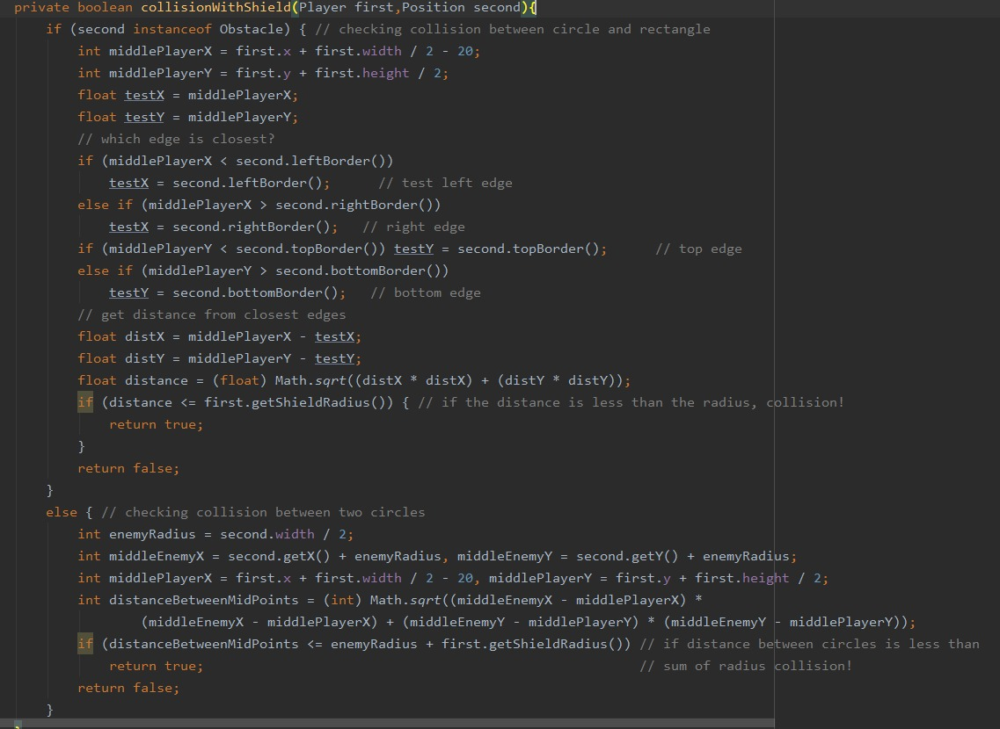 private boolean collisionWithShield(Player first,Position second){
    if (second instanceof Obstacle) { // checking collision between circle and rectangle
        int middlePlayerX = first.x + first.width / 2 - 20;
        int middlePlayerY = first.y + first.height / 2;
        float testX = middlePlayerX;
        float testY = middlePlayerY;
        // which edge is closest?
        if (middlePlayerX < second.leftBorder())
            testX = second.leftBorder();      // test left edge
        else if (middlePlayerX > second.rightBorder())
            testX = second.rightBorder();   // right edge
        if (middlePlayerY < second.topBorder()) testY = second.topBorder();      // top edge
        else if (middlePlayerY > second.bottomBorder())
            testY = second.bottomBorder();   // bottom edge
        // get distance from closest edges
        float distX = middlePlayerX - testX;
        float distY = middlePlayerY - testY;
        float distance = (float) Math.sqrt((distX * distX) + (distY * distY));
        if (distance <= first.getShieldRadius()) { // if the distance is less than the radius, collision!
            return true;
        }
        return false;
    }
    else { // checking collision between two circles
        int enemyRadius = second.width / 2;
        int middleEnemyX = second.getX() + enemyRadius, middleEnemyY = second.getY() + enemyRadius;
        int middlePlayerX = first.x + first.width / 2 - 20, middlePlayerY = first.y + first.height / 2;
        int distanceBetweenMidPoints = (int) Math.sqrt((middleEnemyX - middlePlayerX) *
                (middleEnemyX - middlePlayerX) + (middleEnemyY - middlePlayerY) * (middleEnemyY - middlePlayerY));
        if (distanceBetweenMidPoints <= enemyRadius + first.getShieldRadius()) // if distance between circles is less than
            return true;                                                       // sum of radius collision!
        return false;
    }